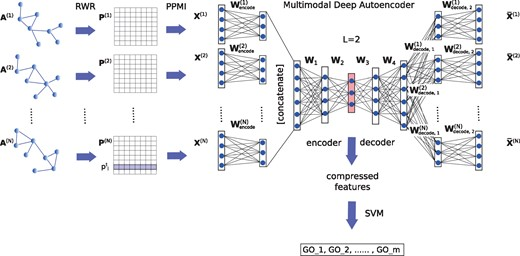 RWR
PPMI
Multimodal Deep Autoencoder
A(1)
P(1)
X(1)
W(1)encode
W(1)decode, 2
X̃(1)
L=2
A(2)
P(2)
X(2)
W(2)encode
[concatenate]
W1 W2 W3 W4
W(1)decode, 1
W(2)decode, 2
X̃(2)
W(2)decode, 1
......
A(N)
P(N)
X(N)
W(N)encode
W(N)decode, 1
W(N)decode, 2
X̃(N)
encoder
decoder
compressed
features
SVM
GO_1, GO_2, ...... , GO_m